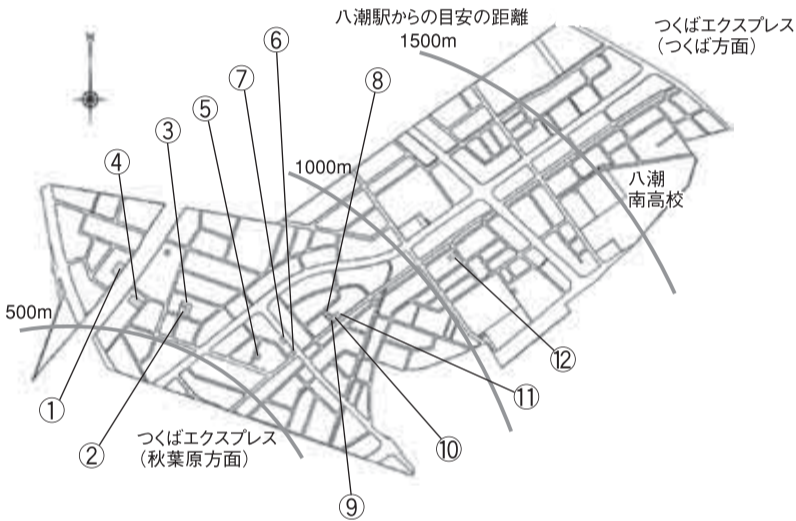 八潮駅からの目安の距離
1500m
つくばエクスプレス
（つくば方面）
⑥
⑦
⑧
⑤
③
④
1000m
八潮
南高校
500m
①
②
つくばエクスプレス
（秋葉原方面）
⑫
⑪
⑩
⑨